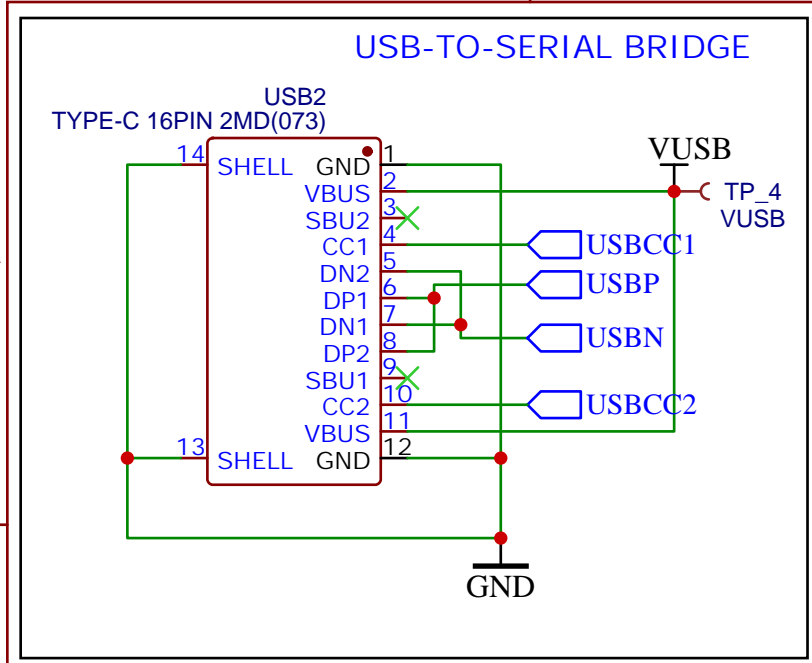 USB-TO-SERIAL BRIDGE
USB2
TYPE-C 16PIN 2MD(073)
14 SHELL GND 1
VBUS 2
SBU2 3
CC1 4
DN2 5
DP1 6
DN1 7
DP2 8
SBU1 9
CC2 10
VBUS 11
13 SHELL GND 12
VUSB
TP_4
VUSB
USBCC1
USBP
USBN
USBCC2
GND